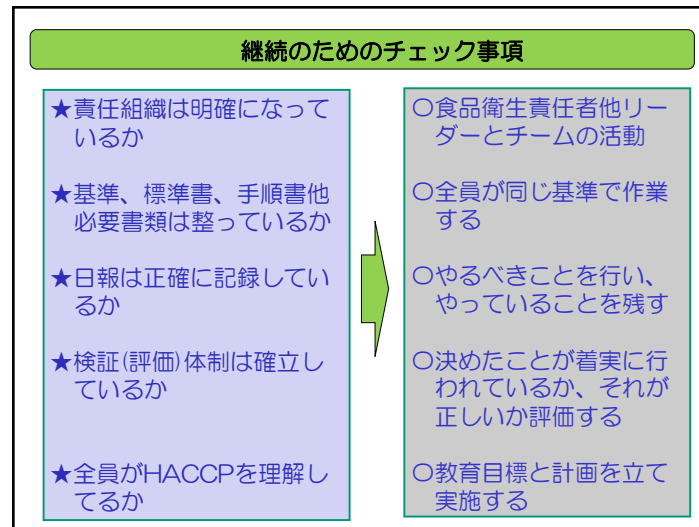 継続のためのチェック事項
★責任組織は明確になって
いるか
★基準、標準書、手順書他
必要書類は整っているか
★日報は正確に記録してい
るか
★検証(評価)体制は確立し
ているか
★全員がHACCPを理解し
てるか
〇食品衛生責任者他リー
ダーとチームの活動
〇全員が同じ基準で作業
する
〇やるべきことを行い、
やっていることを残す
〇決めたことが着実に行
われているか、それが
正しいか評価する
〇教育目標と計画を立て
実施する